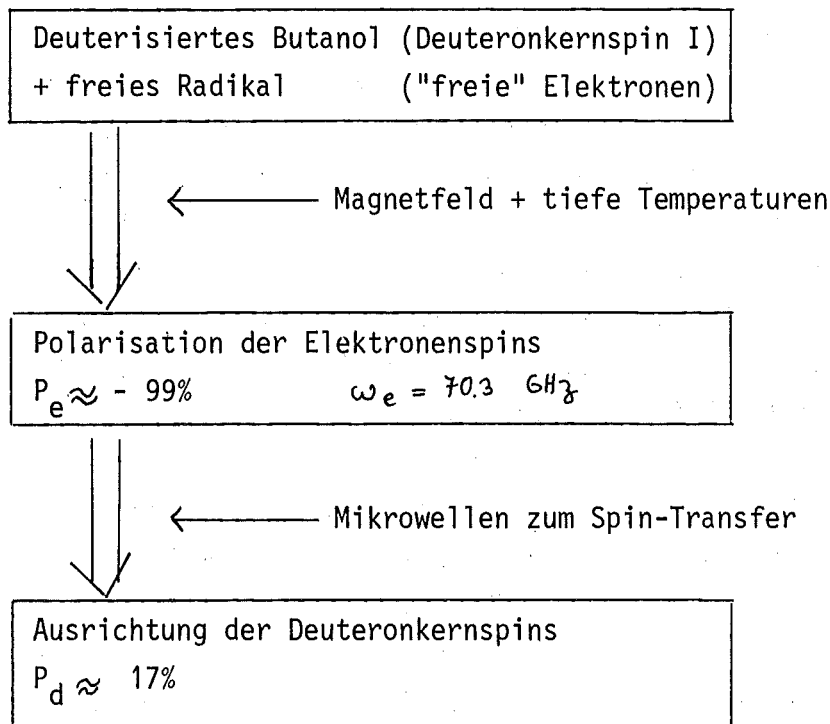 Deuterisiertes Butanol (Deuteronkernspin I)
+ freies Radikal ("freie" Elektronen)
Magnetfeld + tiefe Temperaturen
Polarisation der Elektronenspins
P_e ≈ - 99% ω_e = 70.3 GHz
Mikrowellen zum Spin-Transfer
Ausrichtung der Deuteronkernspins
P_d ≈ 17%